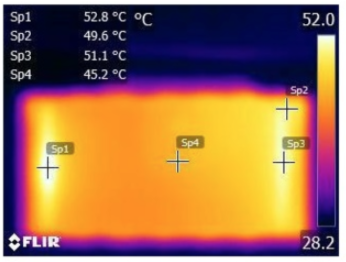 Sp1 52.8 °C °C 52.0
Sp2 49.6 °C
Sp3 51.1 °C
Sp4 45.2 °C
Sp2
Sp1 Sp4 Sp3
FLIR 28.2